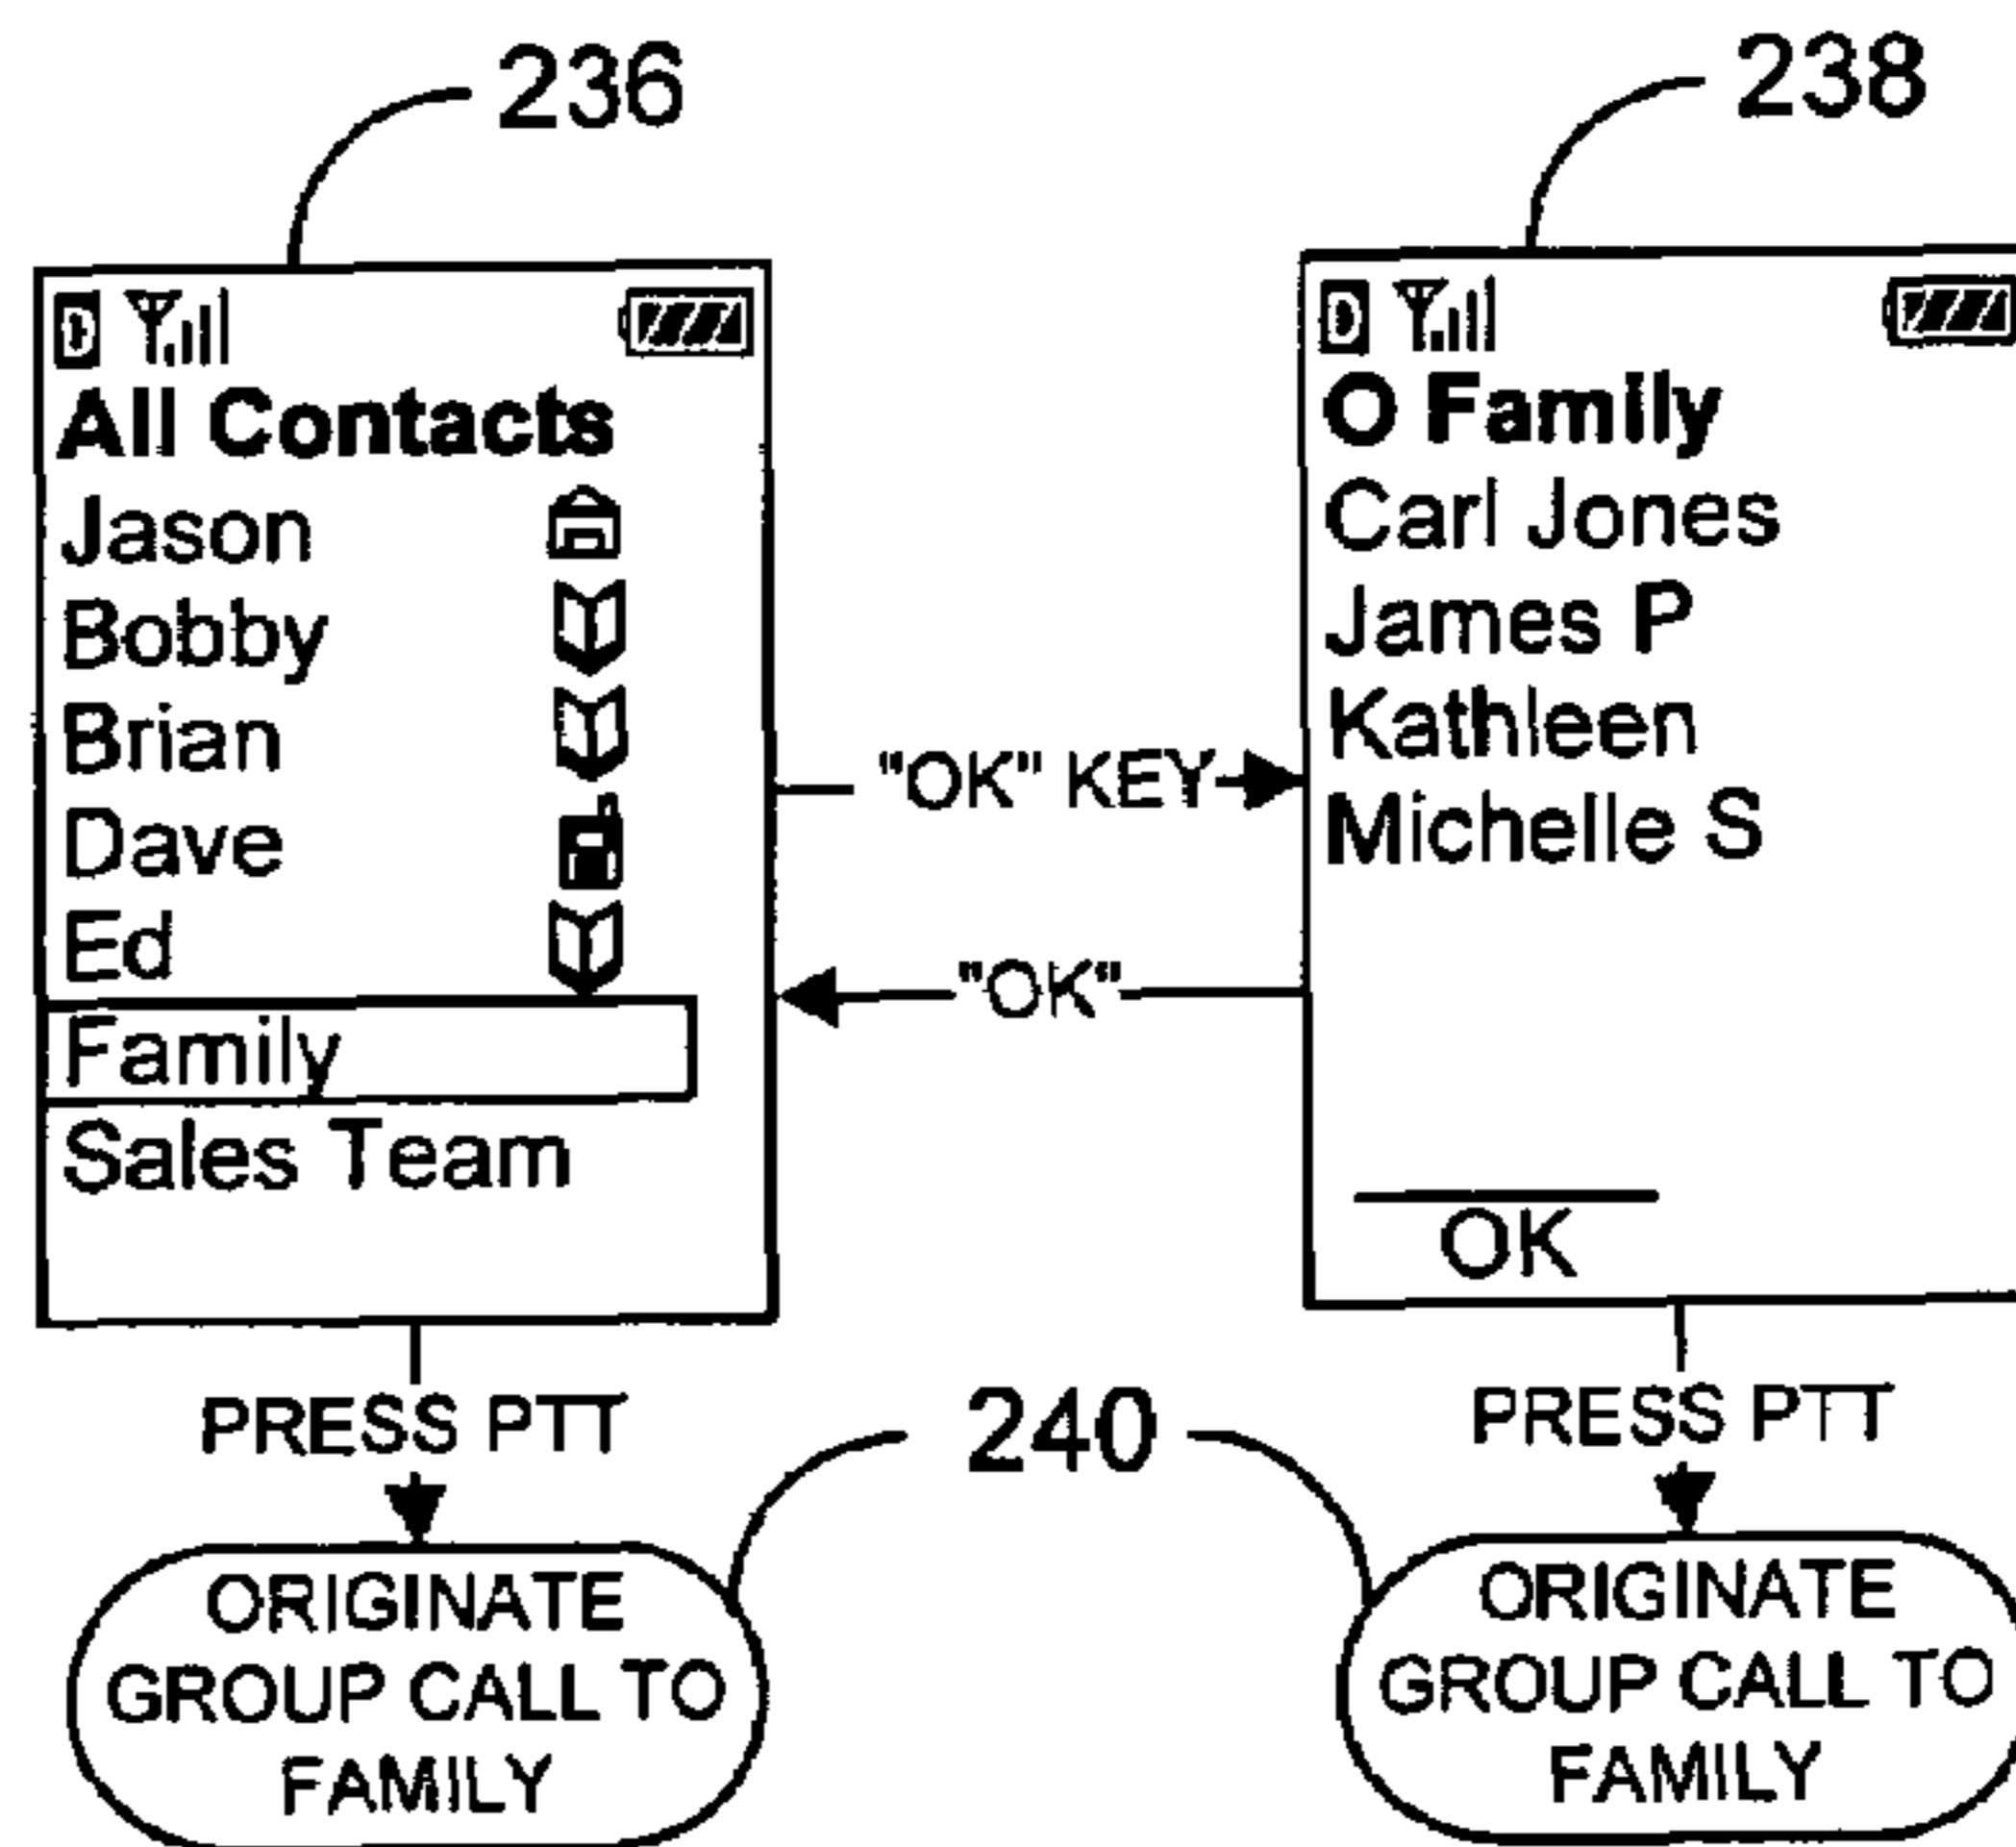 236
238
All Contacts
Jason
Bobby
Brian
Dave
Ed
Family
Sales Team
"OK" KEY
"OK"
O Family
Carl Jones
James P
Kathleen
Michelle S
OK
PRESS PTT
240
PRESS PTT
ORIGINATE
GROUP CALL TO
FAMILY
ORIGINATE
GROUP CALL TO
FAMILY